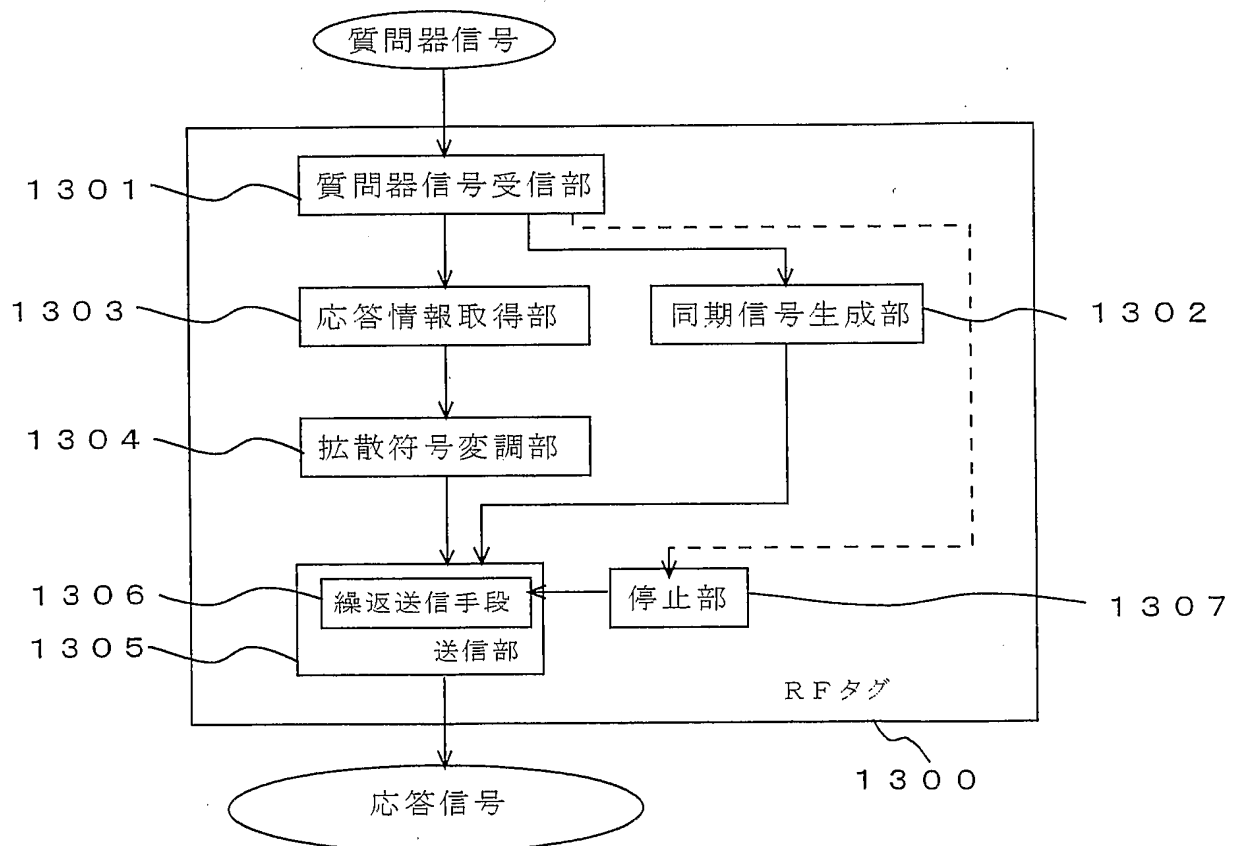 質問器信号
1301
質問器信号受信部
1303
応答情報取得部
同期信号生成部
1302
1304
拡散符号変調部
1306
繰返送信手段
停止部
1307
1305
送信部
RFタグ
1300
応答信号